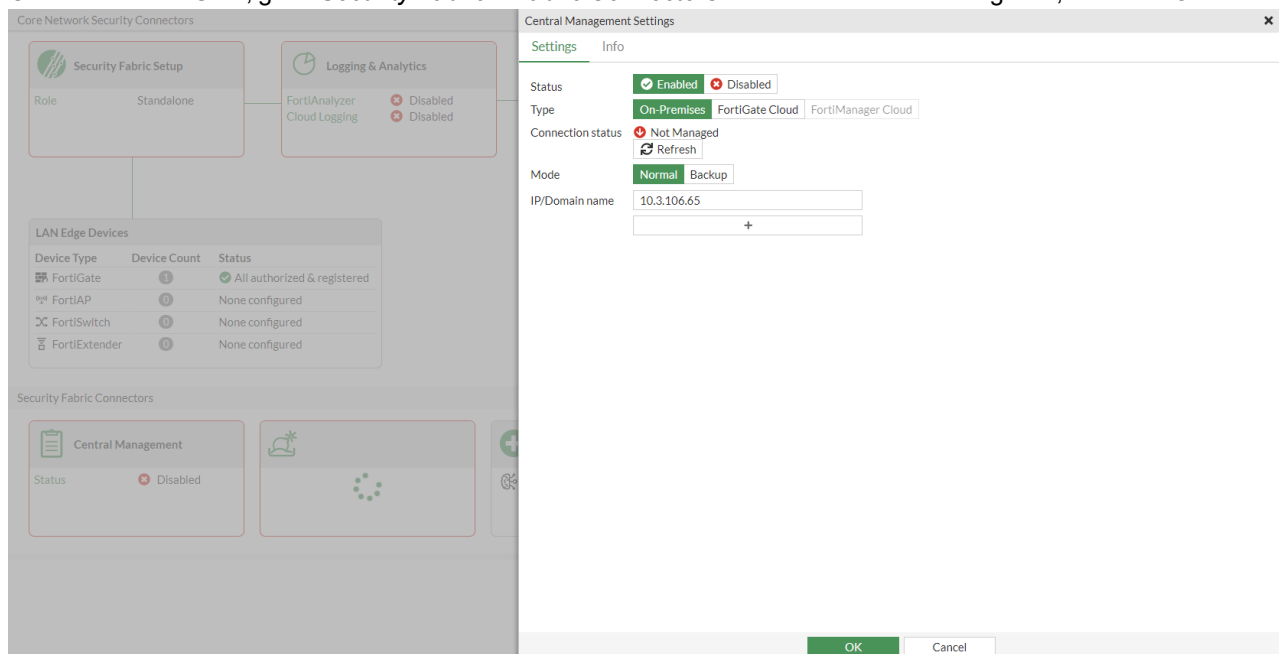 Core Network Security Connectors
Security Fabric Setup
Role Standalone
Logging & Analytics
FortiAnalyzer Disabled
Cloud Logging Disabled
LAN Edge Devices
Device Type Device Count Status
FortiGate 1 All authorized & registered
FortiAP 0 None configured
FortiSwitch 0 None configured
FortiExtender 0 None configured
Security Fabric Connectors
Central Management
Status Disabled
Central Management Settings
Settings Info
Status Enabled Disabled
Type On-Premises FortiGate Cloud FortiManager Cloud
Connection status Not Managed
Refresh
Mode Normal Backup
IP/Domain name 10.3.106.65
+
OK Cancel